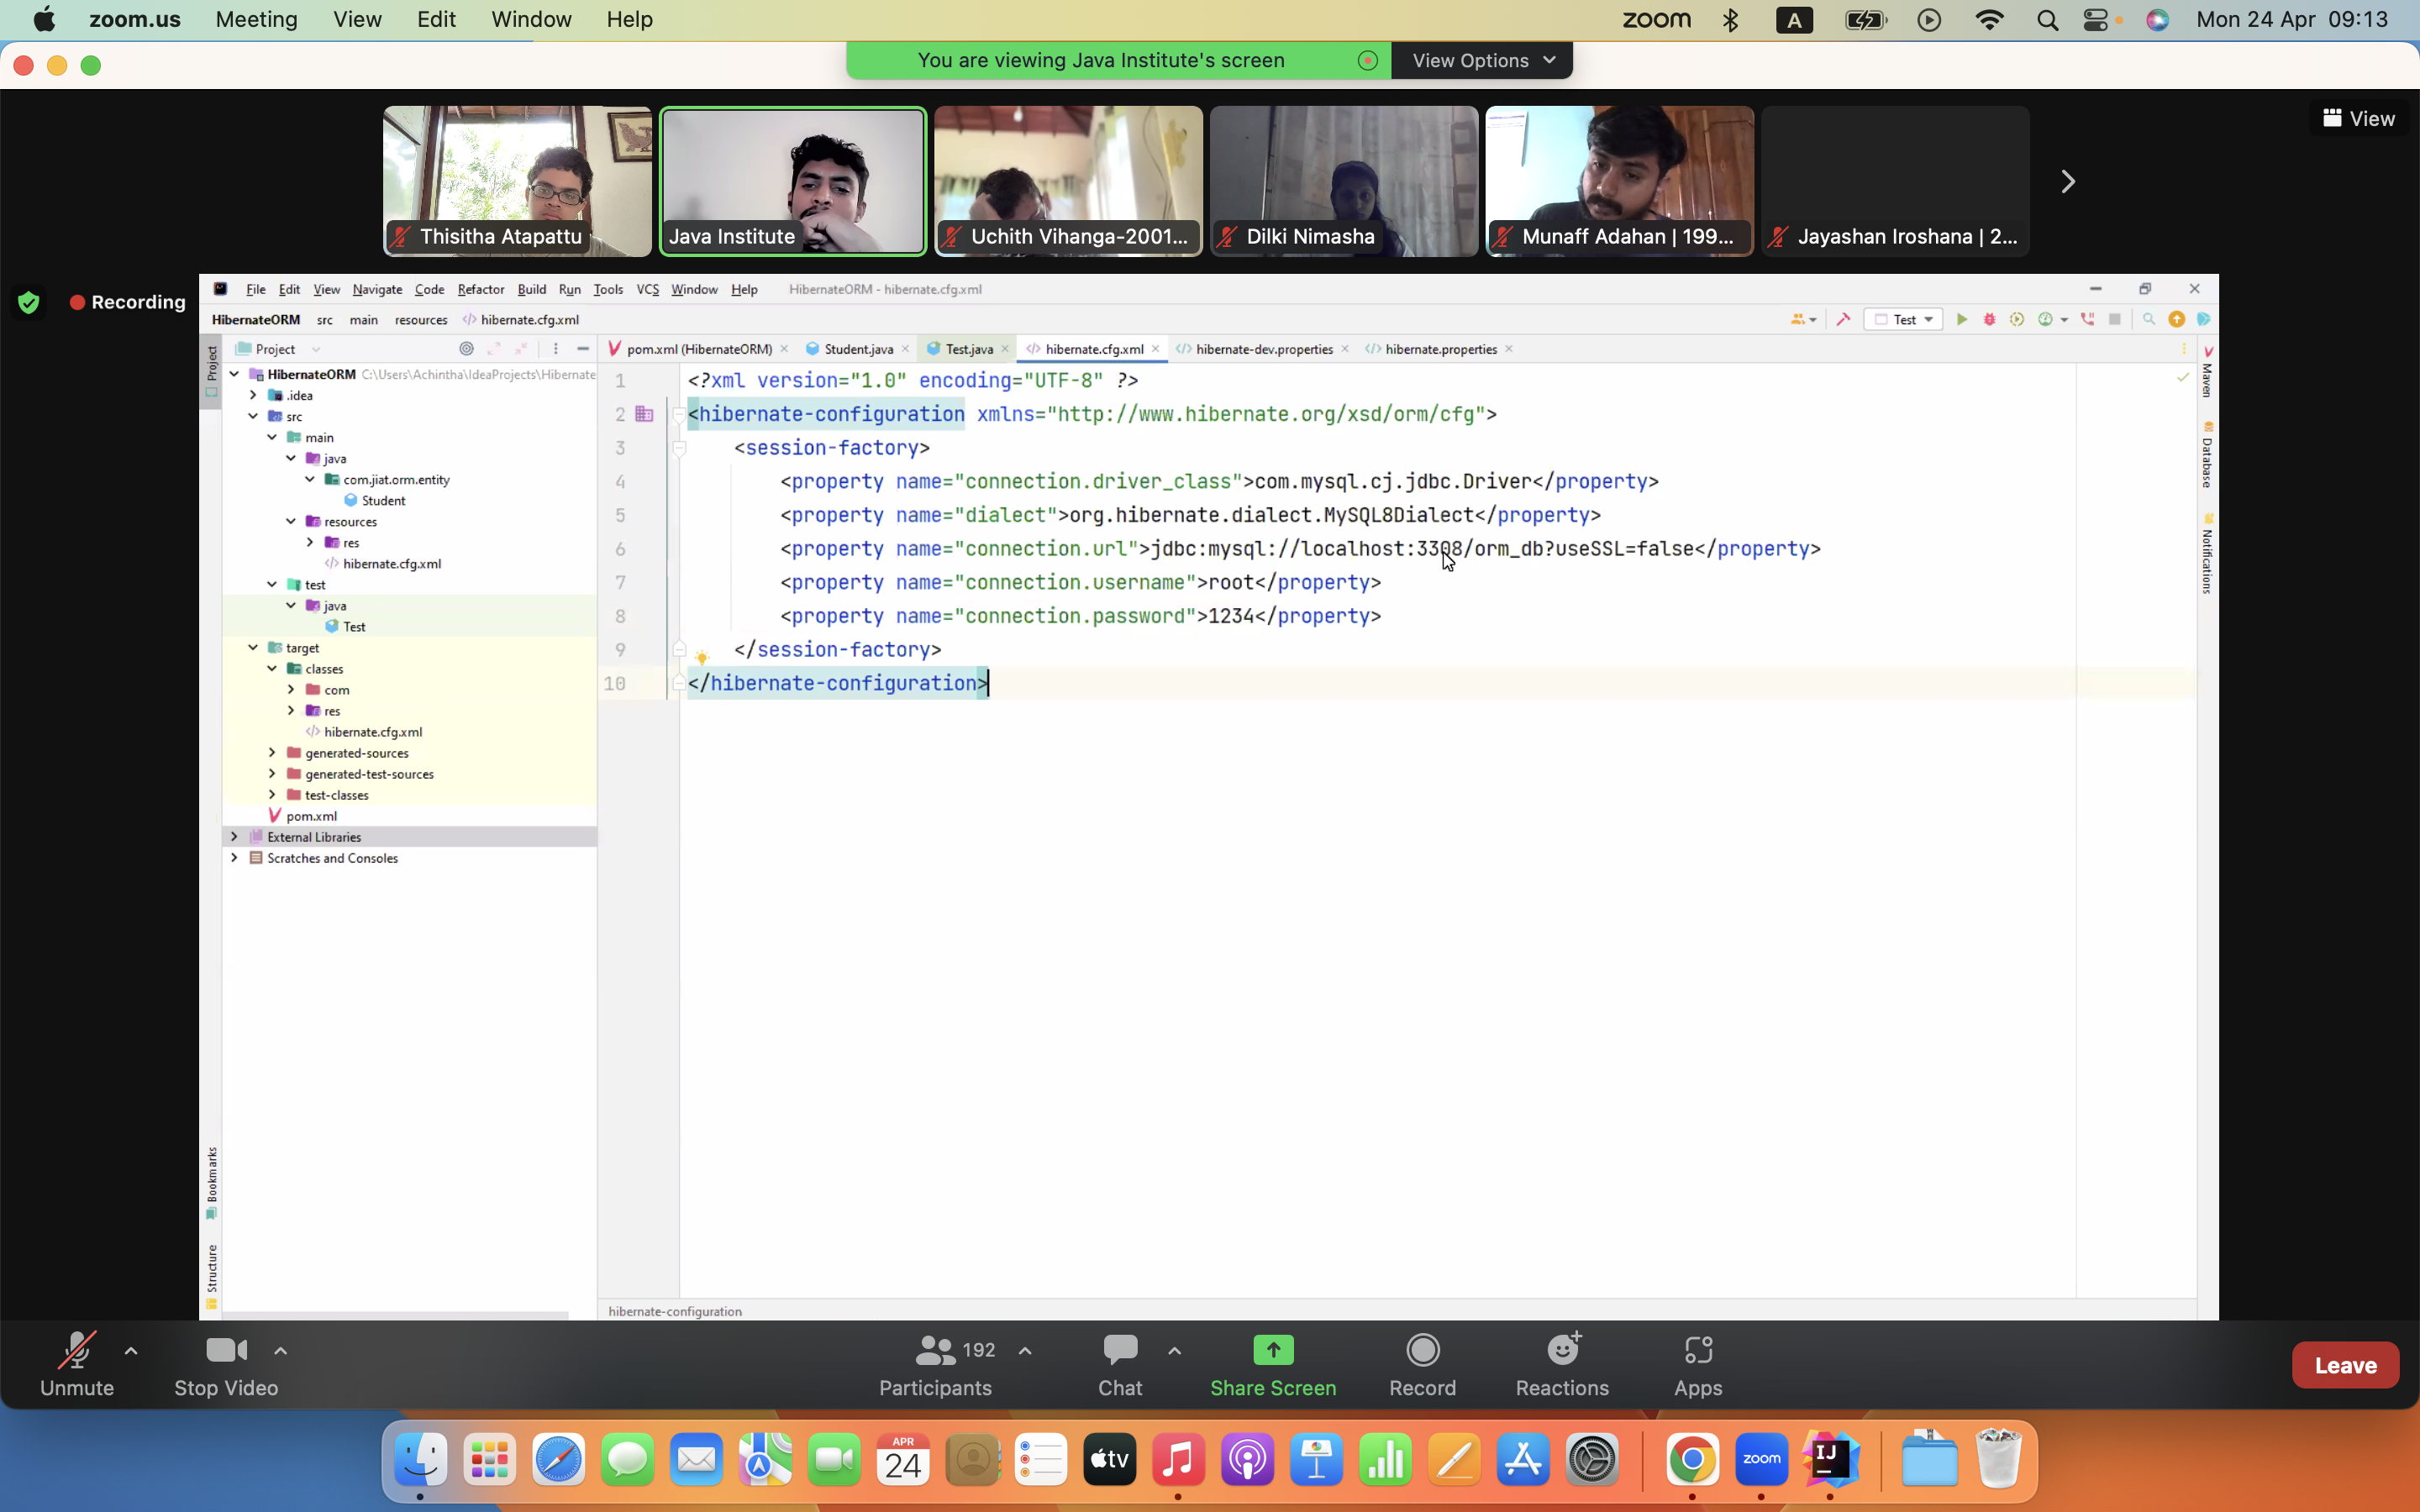 zoom.us Meeting View Edit Window Help
zoom A Mon 24 Apr 09:13
You are viewing Java Institute's screen
View Options
View
Thisitha Atapattu
Java Institute
Uchith Vihanga-2001...
Dilki Nimasha
Munaff Adahan | 199...
Jayashan Iroshana | 2...
Recording
File Edit View Navigate Code Refactor Build Run Tools VCS Window Help HibernateORM - hibernate.cfg.xml
HibernateORM src main resources hibernate.cfg.xml
Test
Project
Project
pom.xml (HibernateORM) Student.java Test.java hibernate.cfg.xml hibernate-dev.properties hibernate.properties
HibernateORM C:\Users\Achintha\IdeaProjects\Hibernate
.idea
src
main
java
com.jiat.orm.entity
Student
resources
res
hibernate.cfg.xml
test
java
Test
target
classes
com
res
hibernate.cfg.xml
generated-sources
generated-test-sources
test-classes
pom.xml
External Libraries
Scratches and Consoles
Bookmarks
Structure
1 <?xml version="1.0" encoding="UTF-8" ?>
2 <hibernate-configuration xmlns="http://www.hibernate.org/xsd/orm/cfg">
3 <session-factory>
4 <property name="connection.driver_class">com.mysql.cj.jdbc.Driver</property>
5 <property name="dialect">org.hibernate.dialect.MySQL8Dialect</property>
6 <property name="connection.url">jdbc:mysql://localhost:3308/orm_db?useSSL=false</property>
7 <property name="connection.username">root</property>
8 <property name="connection.password">1234</property>
9 </session-factory>
10 </hibernate-configuration>
Maven
Database
Notifications
hibernate-configuration
Unmute
Stop Video
192
Participants
Chat
Share Screen
Record
Reactions
Apps
Leave
APR
24
tv
zoom
IJ